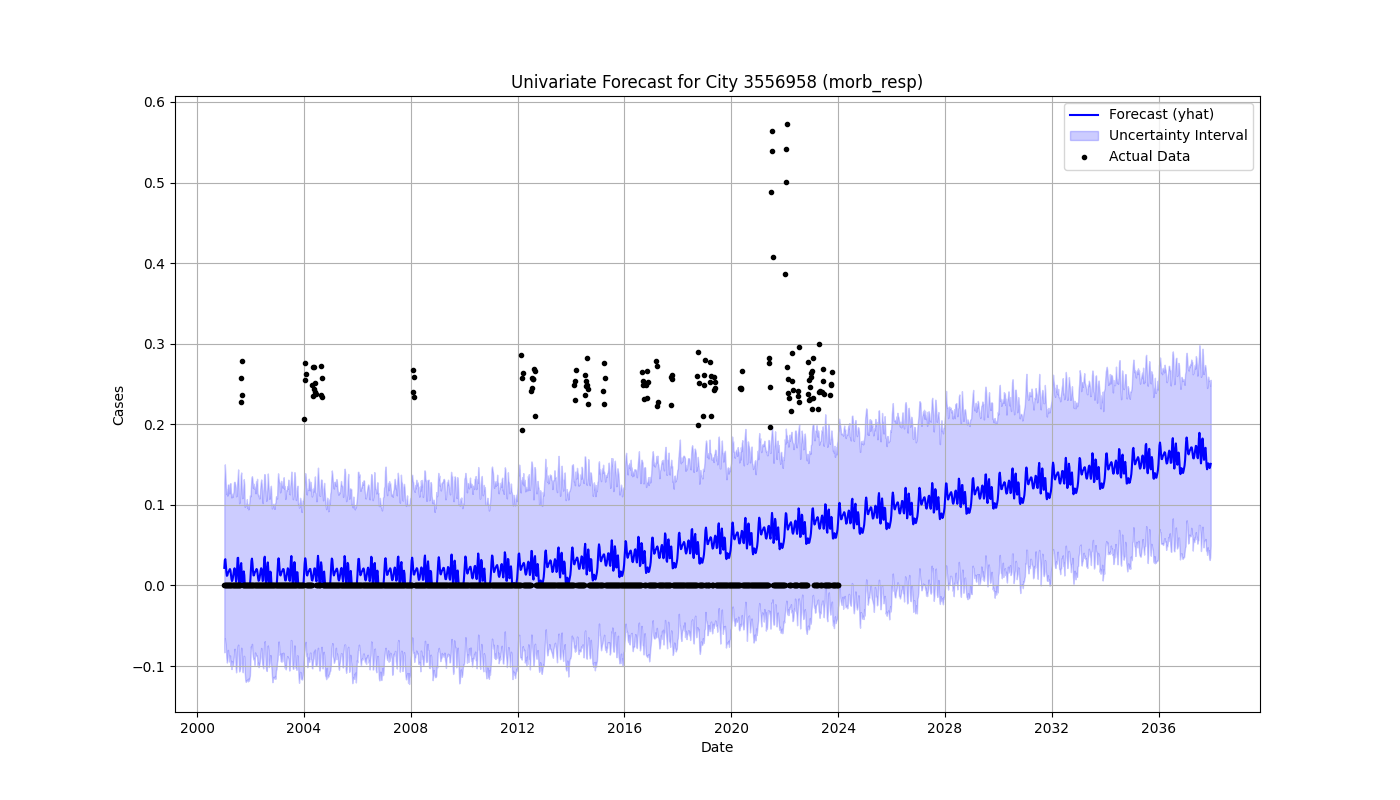 Univariate Forecast for City 3556958 (morb_resp)
Forecast (yhat)
Uncertainty Interval
Actual Data
Cases
0.6
0.5
0.4
0.3
0.2
0.1
0.0
−0.1
2000 2004 2008 2012 2016 2020 2024 2028 2032 2036
Date